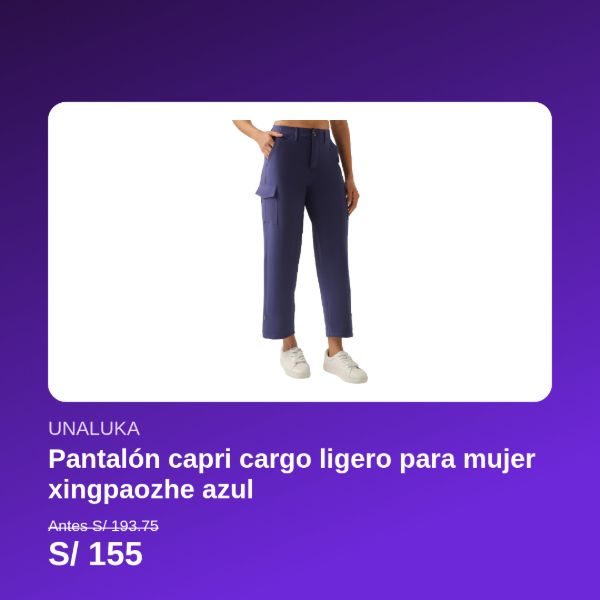 UNALUKA
Pantalón capri cargo ligero para mujer
xingpaozhe azul
Antes S/ 193.75
S/ 155